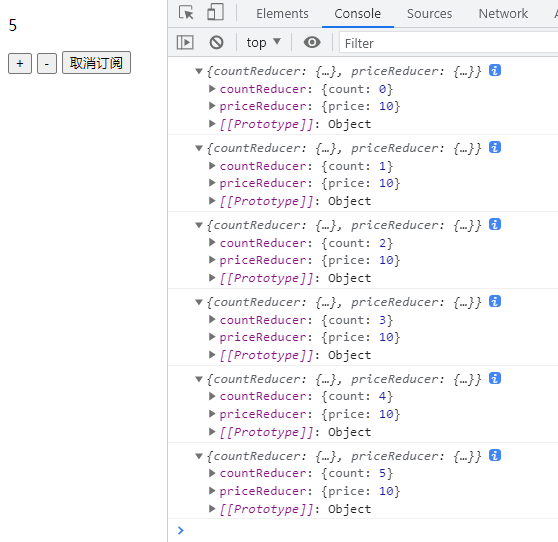 5
+ - 取消订阅
Elements Console Sources Network
top Filter
{countReducer: {…}, priceReducer: {…}} i
countReducer: {count: 0}
priceReducer: {price: 10}
[[Prototype]]: Object
{countReducer: {…}, priceReducer: {…}} i
countReducer: {count: 1}
priceReducer: {price: 10}
[[Prototype]]: Object
{countReducer: {…}, priceReducer: {…}} i
countReducer: {count: 2}
priceReducer: {price: 10}
[[Prototype]]: Object
{countReducer: {…}, priceReducer: {…}} i
countReducer: {count: 3}
priceReducer: {price: 10}
[[Prototype]]: Object
{countReducer: {…}, priceReducer: {…}} i
countReducer: {count: 4}
priceReducer: {price: 10}
[[Prototype]]: Object
{countReducer: {…}, priceReducer: {…}} i
countReducer: {count: 5}
priceReducer: {price: 10}
[[Prototype]]: Object